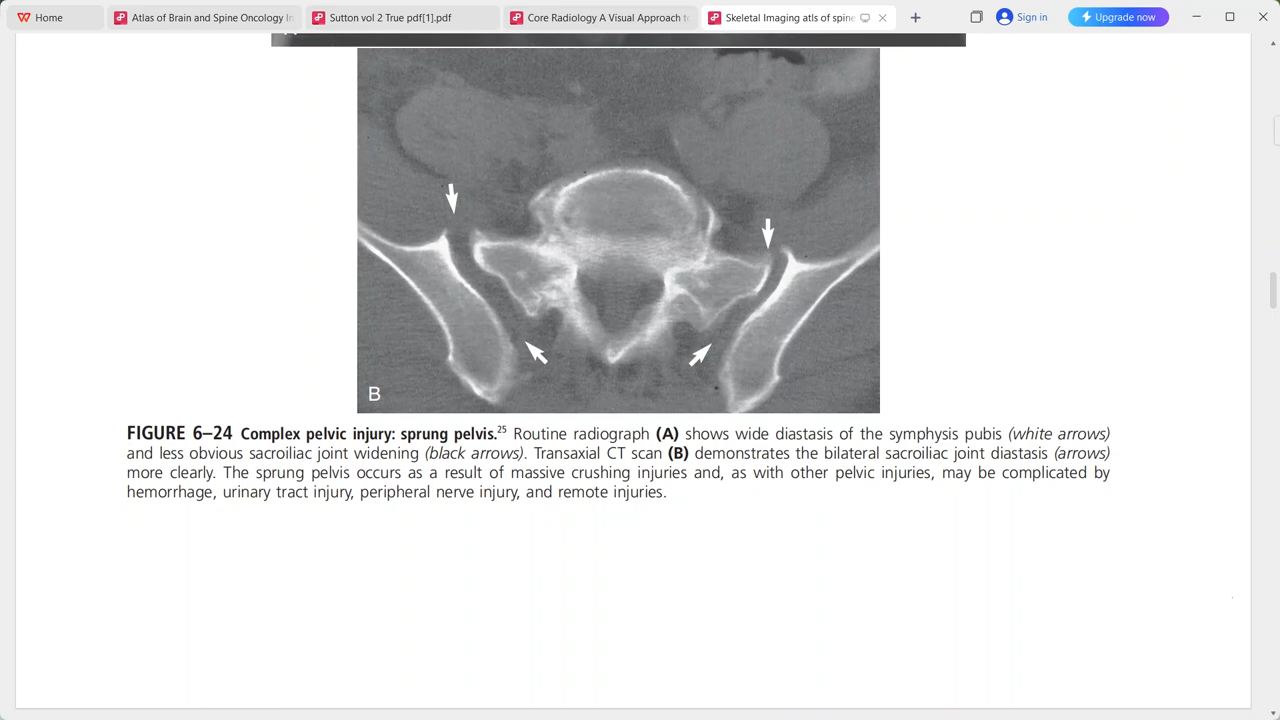 Home
Atlas of Brain and Spine Oncology
Sutton vol 2 True pdf[1].pdf
Core Radiology A Visual Approach
Skeletal Imaging atls of spine
Sign in
Upgrade now
B
FIGURE 6–24 Complex pelvic injury: sprung pelvis.25 Routine radiograph (A) shows wide diastasis of the symphysis pubis (white arrows)
and less obvious sacroiliac joint widening (black arrows). Transaxial CT scan (B) demonstrates the bilateral sacroiliac joint diastasis (arrows)
more clearly. The sprung pelvis occurs as a result of massive crushing injuries and, as with other pelvic injuries, may be complicated by
hemorrhage, urinary tract injury, peripheral nerve injury, and remote injuries.